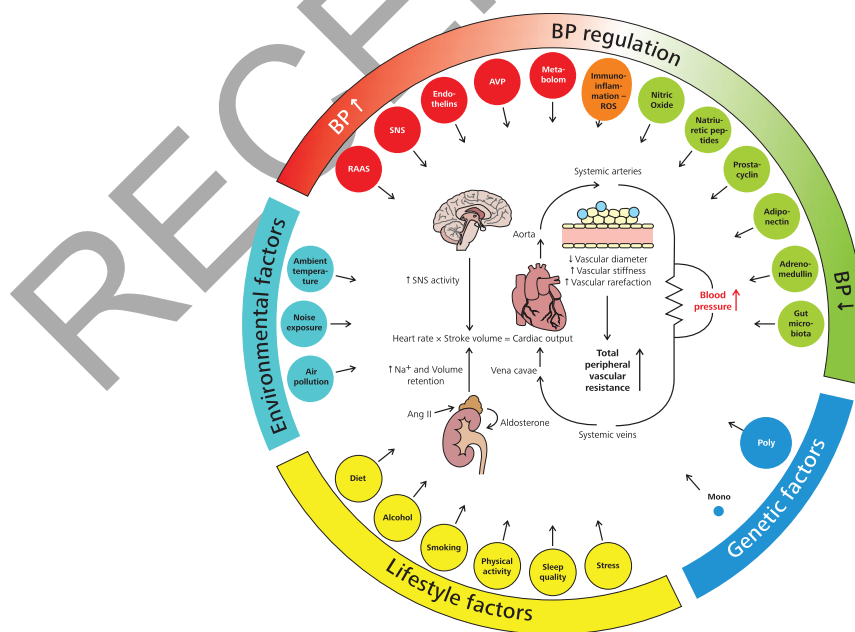 RECE
BP regulation
BP ↑
BP ↓
RAAS
SNS
Endo-
thelins
AVP
Meta-
bolom
Immuno-
inflam-
mation –
ROS
Nitric
Oxide
Natriu-
retic pep-
tides
Prosta-
cyclin
Adipo-
nectin
Adreno-
medullin
Gut
micro-
biota
Environmental factors
Ambient
tempera-
ture
Noise
exposure
Air
pollution
Systemic arteries
Aorta
↓ Vascular diameter
↑ Vascular stiffness
↑ Vascular rarefaction
↑ SNS activity
Blood
pressure ↑
Heart rate × Stroke volume = Cardiac output
Total
peripheral
vascular
resistance
↑ Na+ and Volume
retention
Vena cavae
Ang II
Aldosterone
Systemic veins
Genetic factors
Poly
Mono
Lifestyle factors
Diet
Alcohol
Smoking
Physical
activity
Sleep
quality
Stress